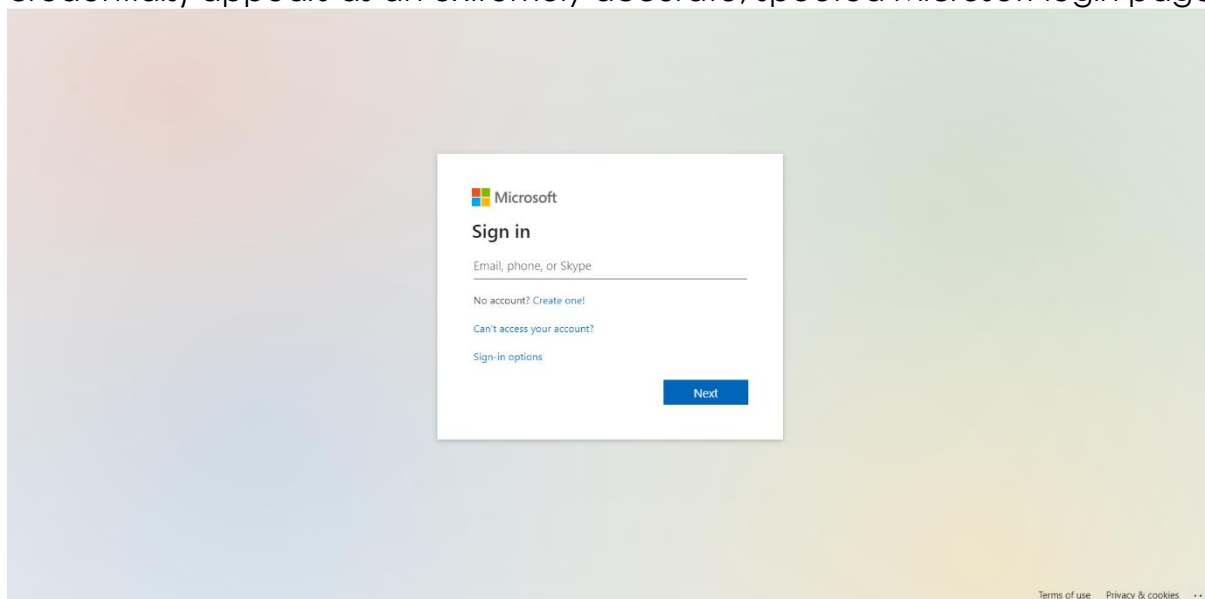 Microsoft
Sign in
Email, phone, or Skype
No account? Create one!
Can't access your account?
Sign-in options
Next
Terms of use Privacy & cookies ..